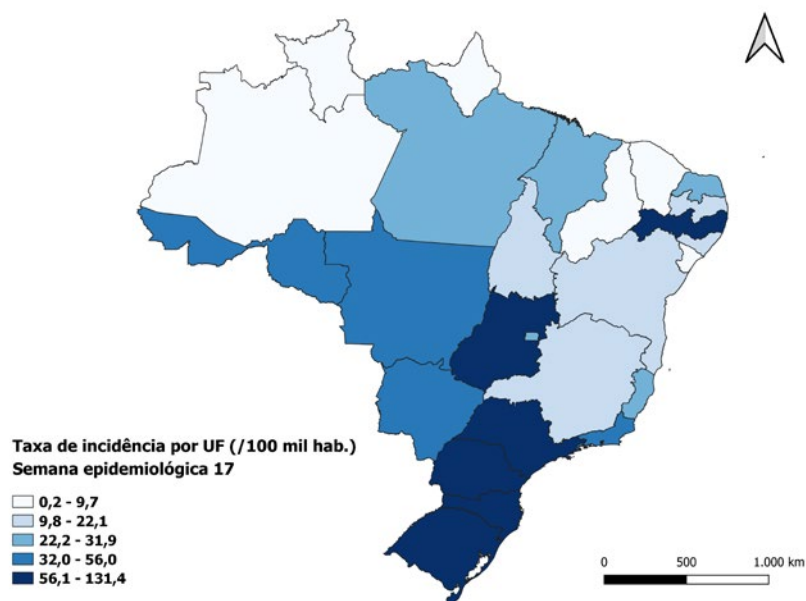 Taxa de incidência por UF (/100 mil hab.)
Semana epidemiológica 17
0,2 - 9,7
9,8 - 22,1
22,2 - 31,9
32,0 - 56,0
56,1 - 131,4
0 500 1.000 km